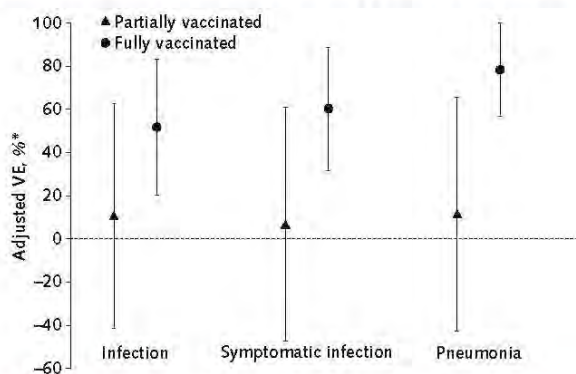 ▲ Partially vaccinated
● Fully vaccinated
Adjusted VE, %*
100
80
60
40
20
0
–20
–40
–60
Infection
Symptomatic infection
Pneumonia